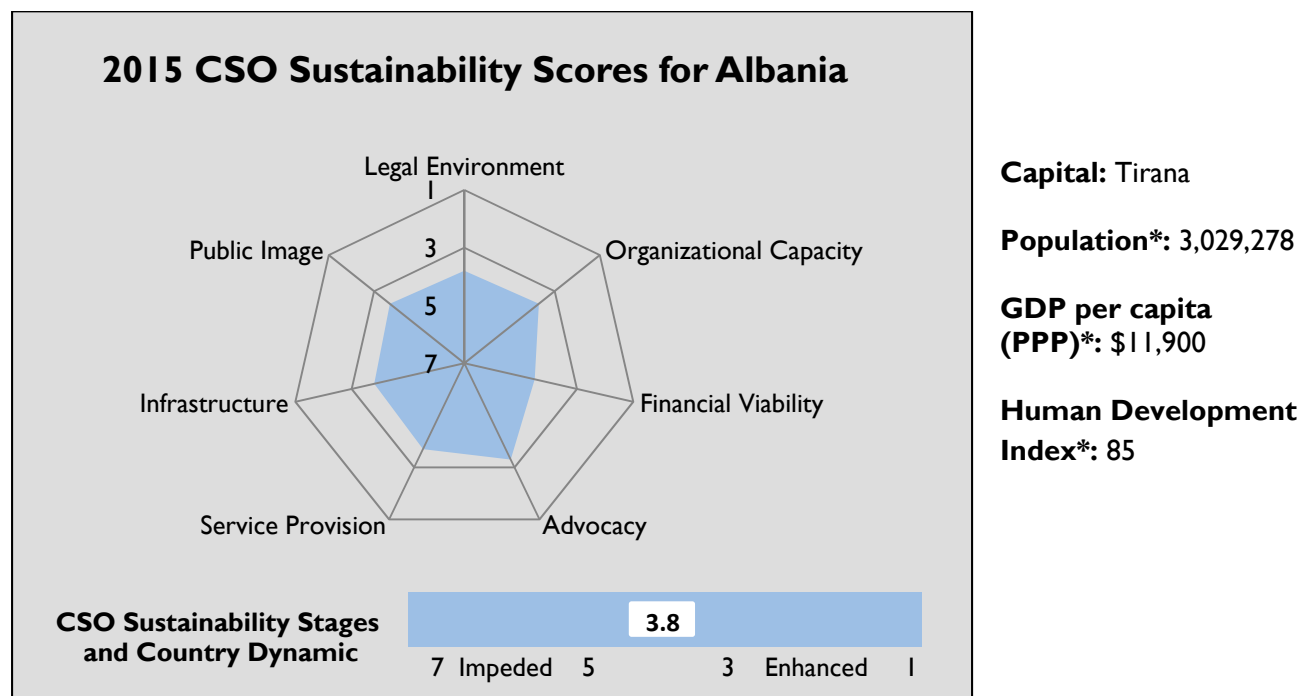 2015 CSO Sustainability Scores for Albania
Legal Environment
1
Public Image
3
Organizational Capacity
5
7
Infrastructure
Financial Viability
Service Provision
Advocacy
CSO Sustainability Stages
and Country Dynamic
3.8
7 Impeded 5 3 Enhanced 1
Capital: Tirana
Population*: 3,029,278
GDP per capita
(PPP)*: $11,900
Human Development
Index*: 85